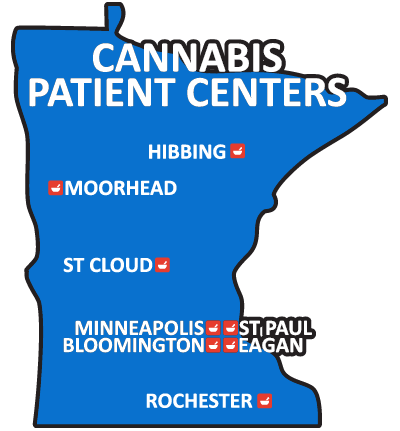 CANNABIS
PATIENT CENTERS
HIBBING
MOORHEAD
ST CLOUD
MINNEAPOLIS ST PAUL
BLOOMINGTON EAGAN
ROCHESTER